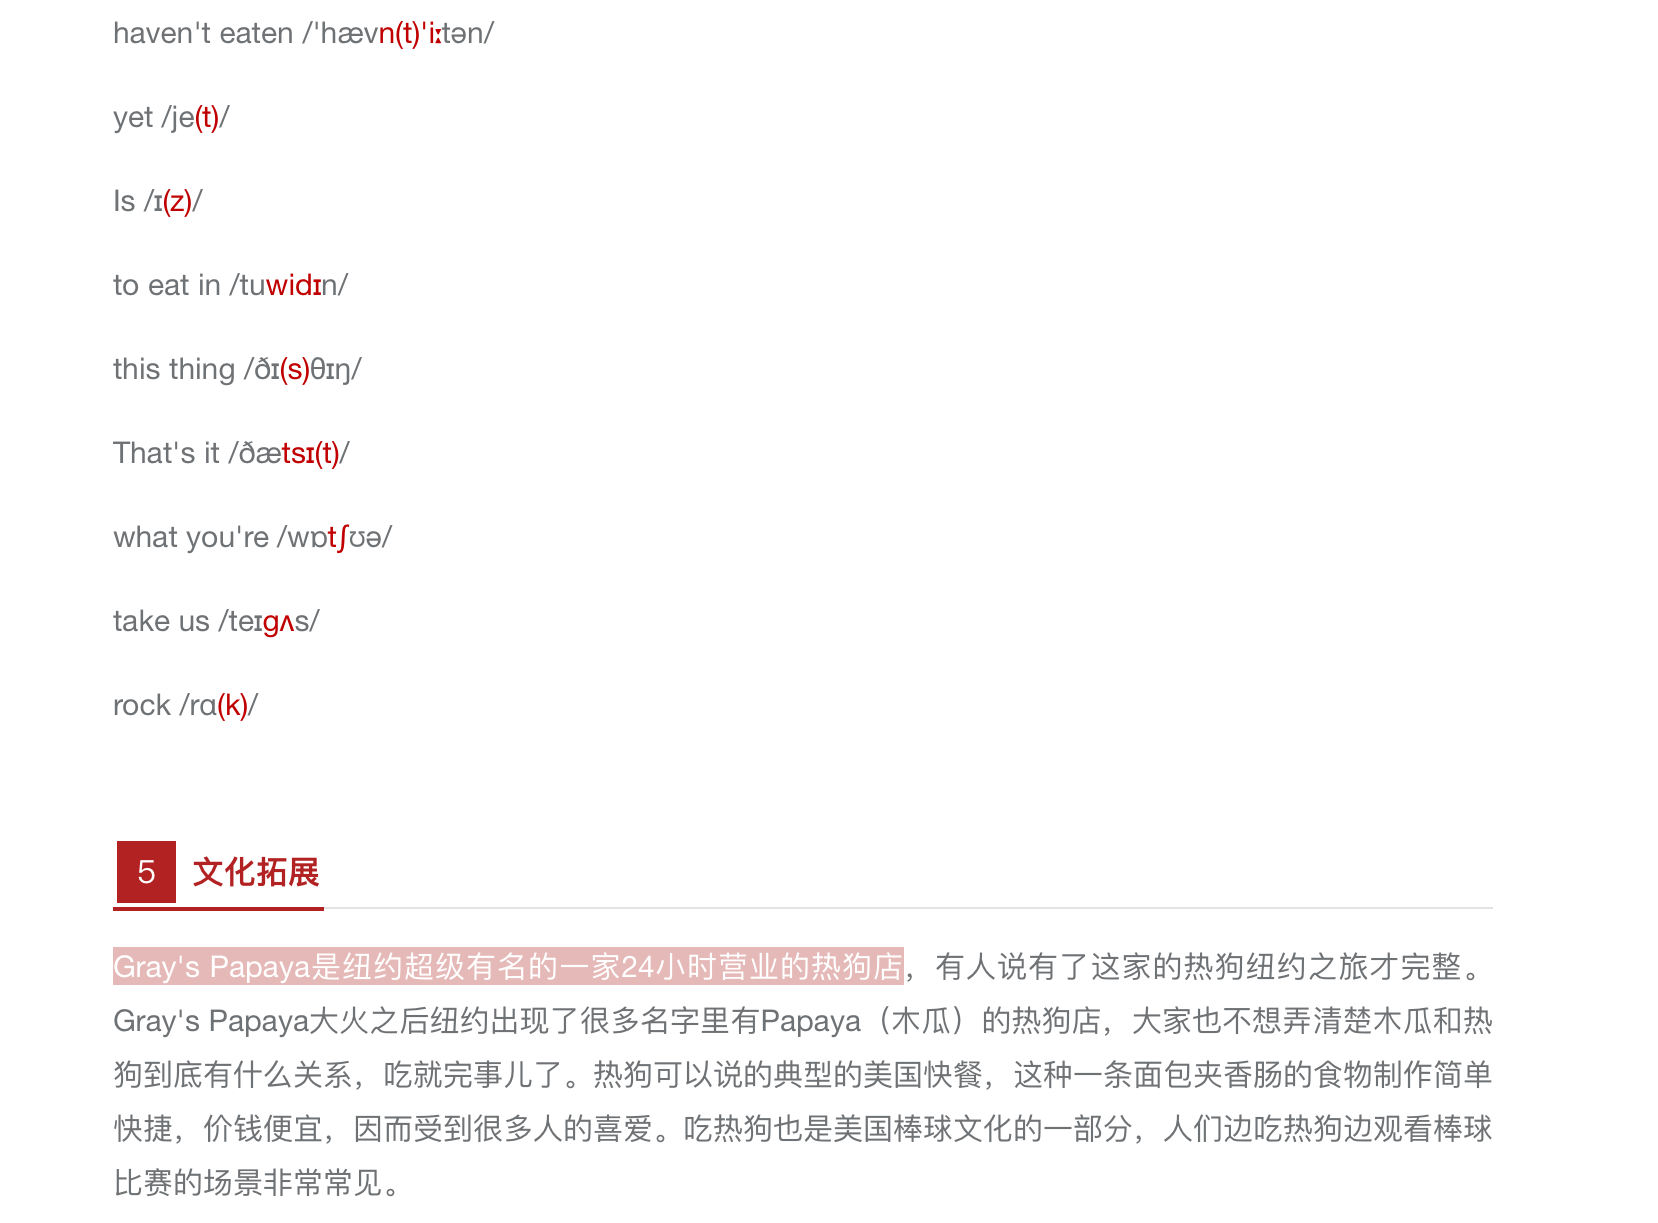 haven't eaten /'hævn(t)'iːtən/
yet /je(t)/
Is /ɪ(z)/
to eat in /tuwidɪn/
this thing /ðɪ(s)θɪŋ/
That's it /ðætsɪ(t)/
what you're /wɒtʃʊə/
take us /teɪgʌs/
rock /rɑ(k)/
5 文化拓展
Gray's Papaya是纽约超级有名的一家24小时营业的热狗店，有人说有了这家的热狗纽约之旅才完整。
Gray's Papaya大火之后纽约出现了很多名字里有Papaya（木瓜）的热狗店，大家也不想弄清楚木瓜和热
狗到底有什么关系，吃就完事儿了。热狗可以说的典型的美国快餐，这种一条面包夹香肠的食物制作简单
快捷，价钱便宜，因而受到很多人的喜爱。吃热狗也是美国棒球文化的一部分，人们边吃热狗边观看棒球
比赛的场景非常常见。